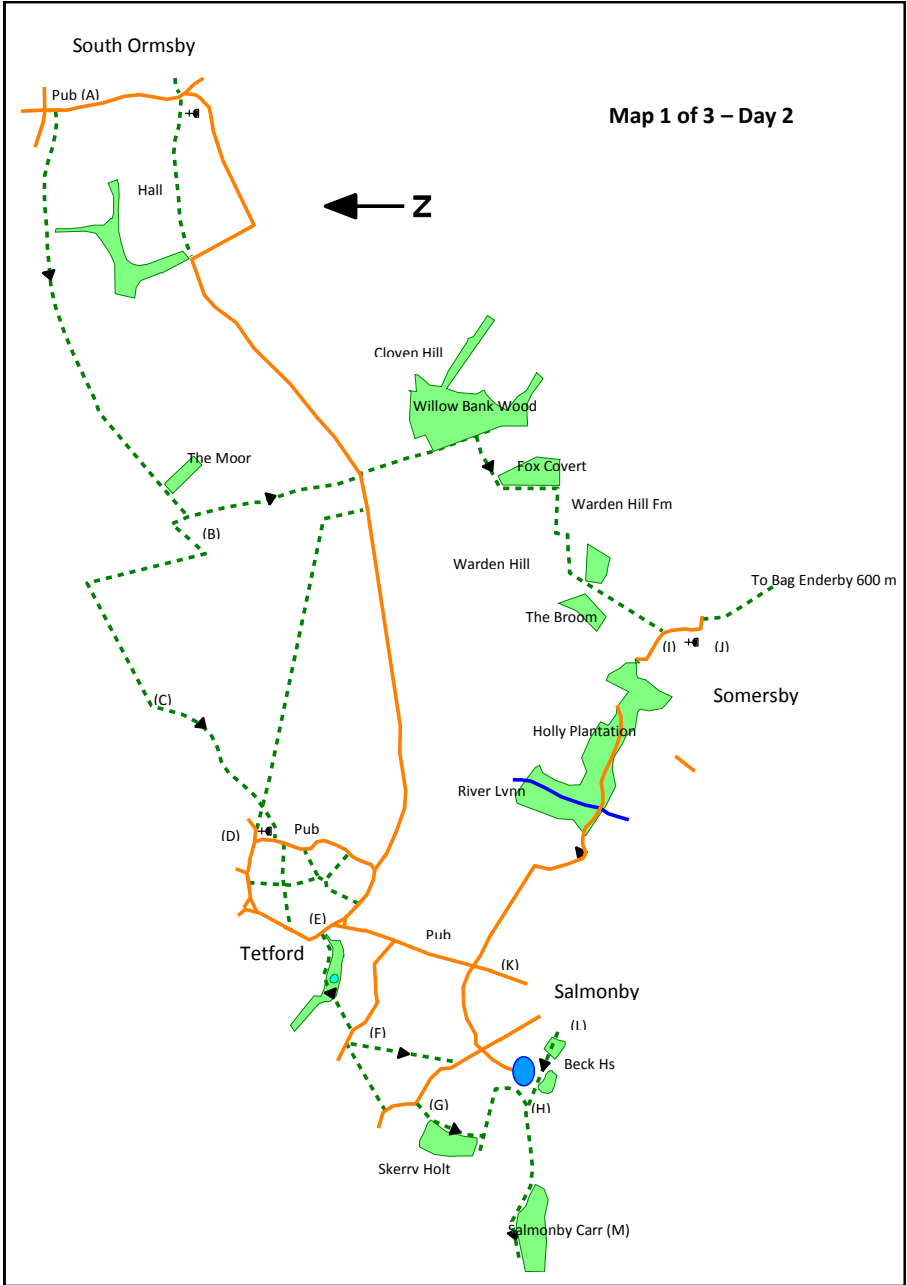 South Ormsby
Pub (A)
Map 1 of 3 – Day 2
Hall
N
Cloven Hill
Willow Bank Wood
The Moor
Fox Covert
Warden Hill Fm
(B)
Warden Hill
To Bag Enderby 600 m
The Broom
(I)
(J)
(C)
Somersby
Holly Plantation
River Lynn
(D)
Pub
(E)
Pub
Tetford
(K)
Salmonby
(F)
(L)
Beck Hs
(G)
(H)
Skerry Holt
Salmonby Carr (M)